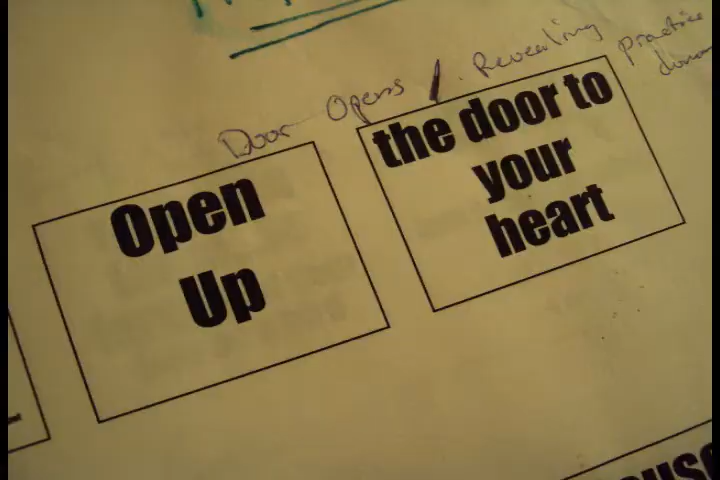 Door Opens / Revealing Practice
Open
Up
the door to
your
heart